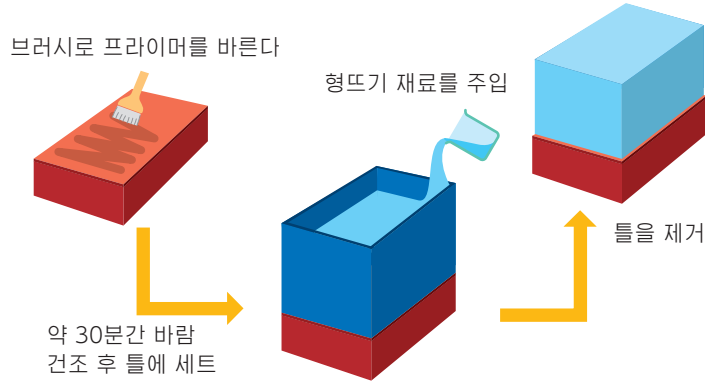 브러시로 프라이머를 바른다
형뜨기 재료를 주입
틀을 제거
약 30분간 바람
건조 후 틀에 세트